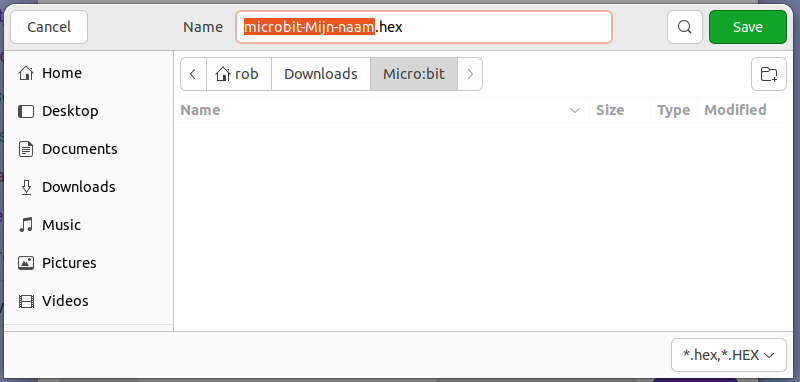 Cancel Name microbit-Mijn-naam.hex Save
Home
Desktop
Documents
Downloads
Music
Pictures
Videos
rob Downloads Micro:bit
Name Size Type Modified
*.hex,*.HEX